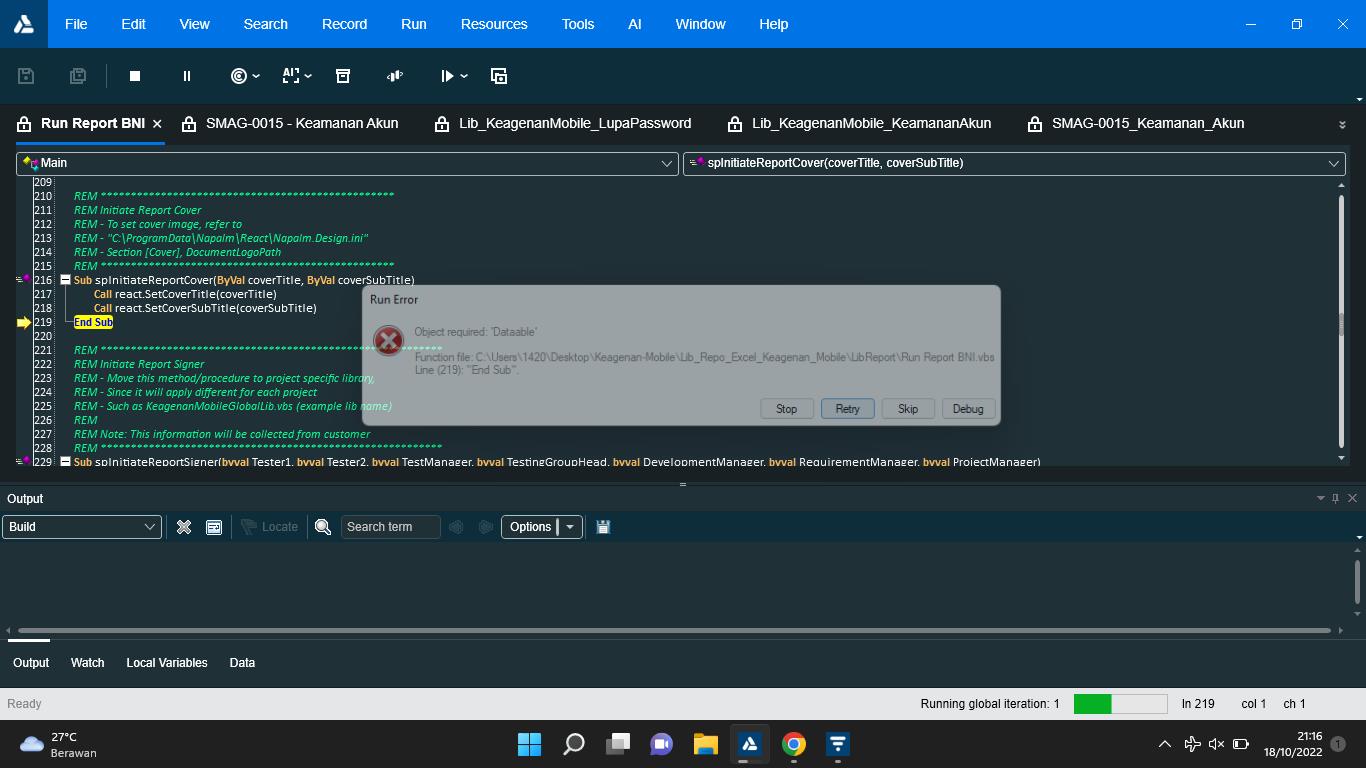 File Edit View Search Record Run Resources Tools AI Window Help
Run Report BNI SMAG-0015 - Keamanan Akun Lib_KeagenanMobile_LupaPassword Lib_KeagenanMobile_KeamananAkun SMAG-0015_Keamanan_Akun
Main spInitiateReportCover(coverTitle, coverSubTitle)
209
210 REM *************************************************
211 REM Initiate Report Cover
212 REM - To set cover image, refer to
213 REM - "C:\ProgramData\Napalm\React\Napalm.Design.ini"
214 REM - Section [Cover], DocumentLogoPath
215 REM *************************************************
216 Sub spInitiateReportCover(ByVal coverTitle, ByVal coverSubTitle)
217 Call react.SetCoverTitle(coverTitle)
218 Call react.SetCoverSubTitle(coverSubTitle)
219 End Sub
220
221 REM *********************************************************
222 REM Initiate Report Signer
223 REM - Move this method/procedure to project specific library,
224 REM - Since it will apply different for each project
225 REM - Such as KeagenanMobileGlobalLib.vbs (example lib name)
226 REM
227 REM Note: This information will be collected from customer
228 REM *********************************************************
229 Sub spInitiateReportSigner(byval Tester1, byval Tester2, byval TestManager, byval TestingGroupHead, byval DevelopmentManager, byval RequirementManager, byval ProjectManager)
Run Error
Object required: 'Dataable'
Function file: C:\Users\1420\Desktop\Keagenan-Mobile\Lib_Repo_Excel_Keagenan_Mobile\LibReport\Run Report BNI.vbs
Line (219): "End Sub".
Stop Retry Skip Debug
Output
Build Locate Search term Options
Output Watch Local Variables Data
Ready Running global iteration: 1 ln 219 col 1 ch 1
27°C
Berawan
21:16
18/10/2022 1